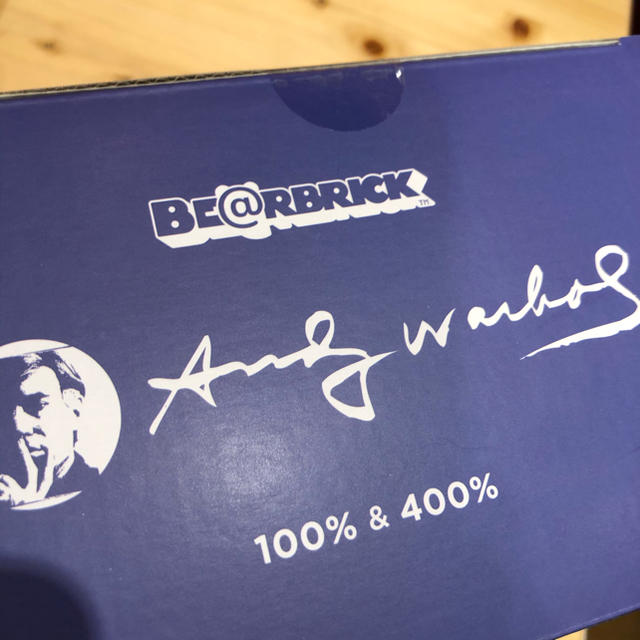 BE@RBRICK™
Andy Warhol
100% & 400%